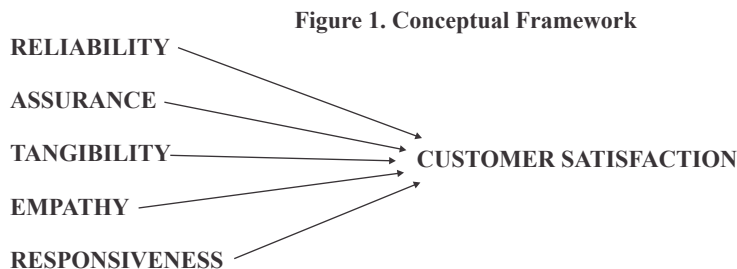 Figure 1. Conceptual Framework
RELIABILITY
ASSURANCE
TANGIBILITY
CUSTOMER SATISFACTION
EMPATHY
RESPONSIVENESS